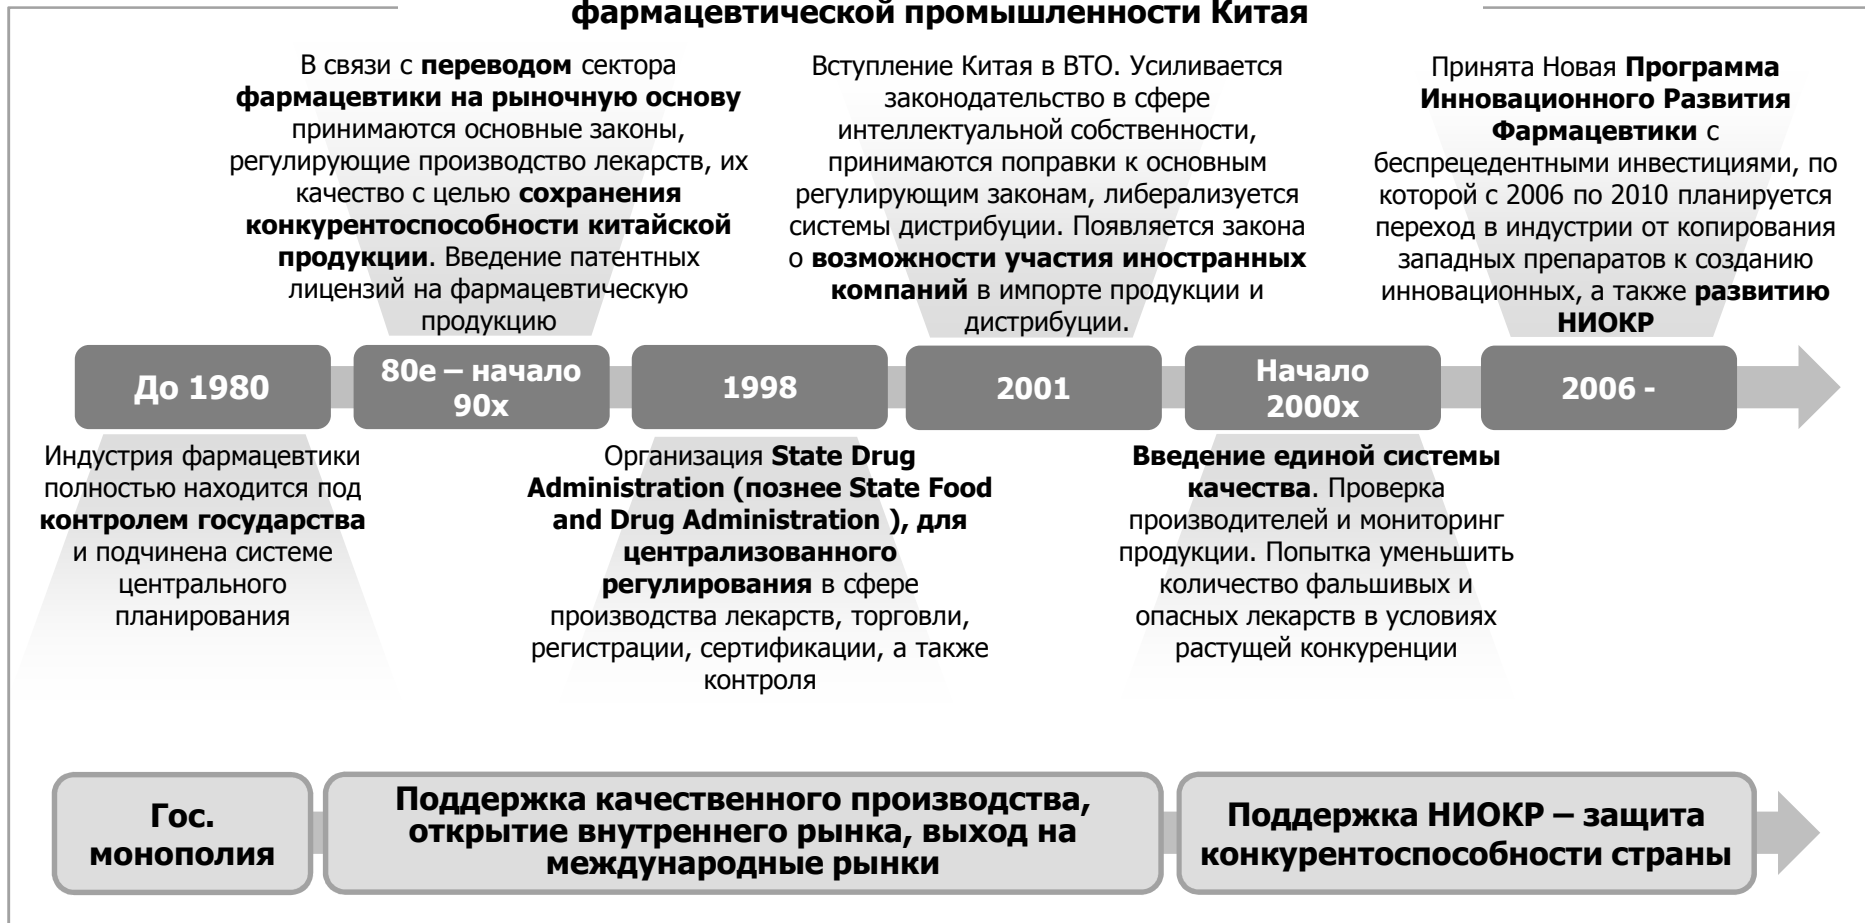 фармацевтической промышленности Китая
В связи с переводом сектора
фармацевтики на рыночную основу
принимаются основные законы,
регулирующие производство лекарств, их
качество с целью сохранения
конкурентоспособности китайской
продукции. Введение патентных
лицензий на фармацевтическую
продукцию
Вступление Китая в ВТО. Усиливается
законодательство в сфере
интеллектуальной собственности,
принимаются поправки к основным
регулирующим законам, либерализуется
системы дистрибуции. Появляется закона
о возможности участия иностранных
компаний в импорте продукции и
дистрибуции.
Принята Новая Программа
Инновационного Развития
Фармацевтики с
беспрецедентными инвестициями, по
которой с 2006 по 2010 планируется
переход в индустрии от копирования
западных препаратов к созданию
инновационных, а также развитию
НИОКР
До 1980
80е – начало
90х
1998
2001
Начало
2000х
2006 -
Индустрия фармацевтики
полностью находится под
контролем государства
и подчинена системе
центрального
планирования
Организация State Drug
Administration (познее State Food
and Drug Administration ), для
централизованного
регулирования в сфере
производства лекарств, торговли,
регистрации, сертификации, а также
контроля
Введение единой системы
качества. Проверка
производителей и мониторинг
продукции. Попытка уменьшить
количество фальшивых и
опасных лекарств в условиях
растущей конкуренции
Гос.
монополия
Поддержка качественного производства,
открытие внутреннего рынка, выход на
международные рынки
Поддержка НИОКР – защита
конкурентоспособности страны